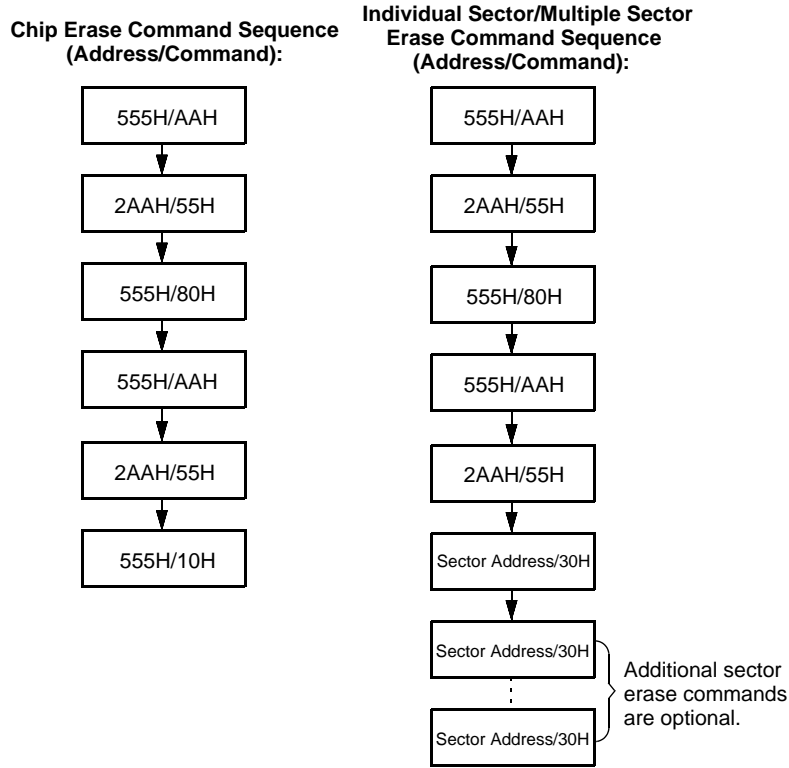 Chip Erase Command Sequence
(Address/Command):
555H/AAH
2AAH/55H
555H/80H
555H/AAH
2AAH/55H
555H/10H
Individual Sector/Multiple Sector
Erase Command Sequence
(Address/Command):
555H/AAH
2AAH/55H
555H/80H
555H/AAH
2AAH/55H
Sector Address/30H
Sector Address/30H
Sector Address/30H
Additional sector
erase commands
are optional.